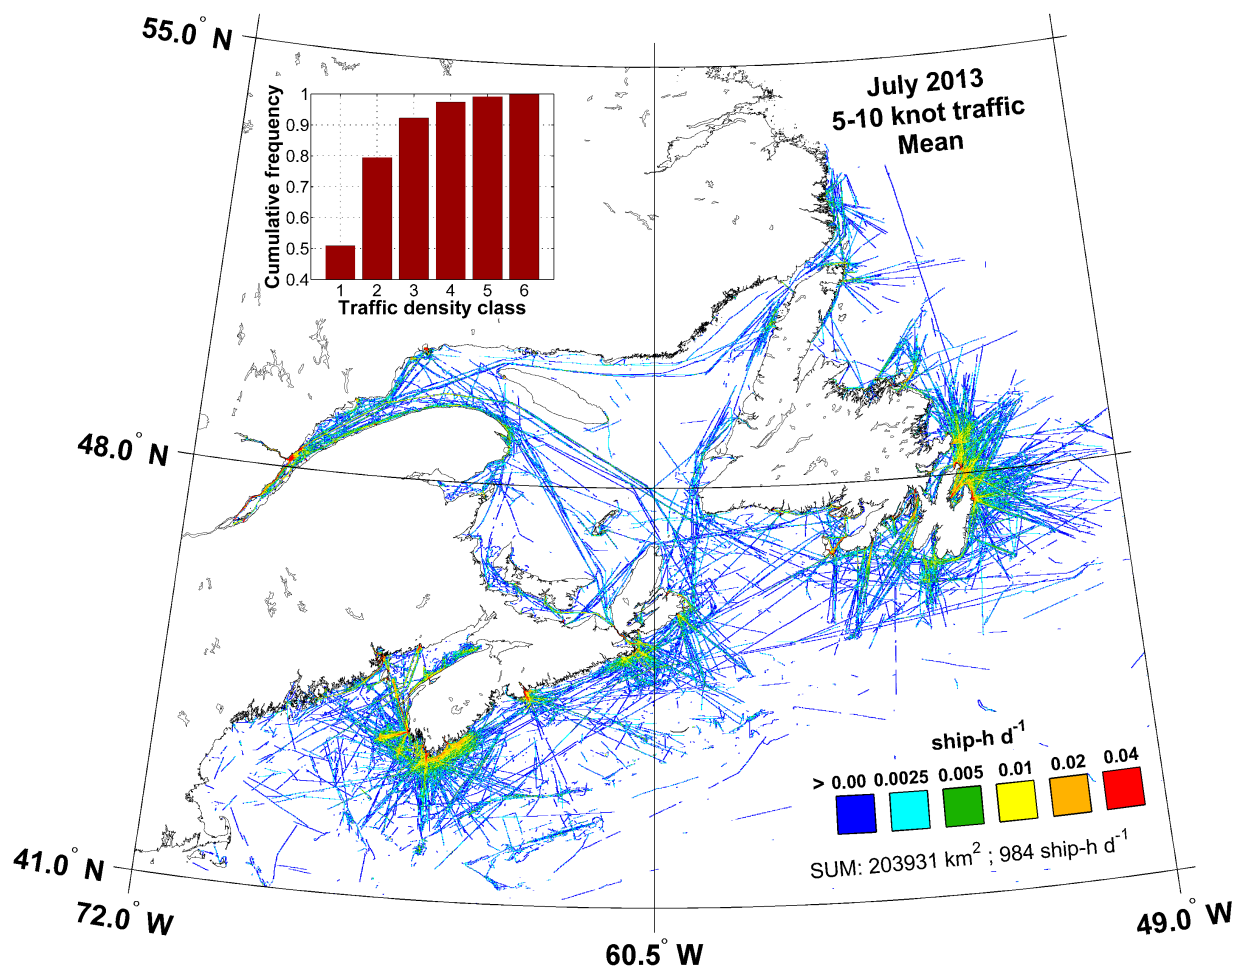 55.0° N
July 2013
5-10 knot traffic
Mean
Cumulative frequency
1
0.9
0.8
0.7
0.6
0.5
0.4
1 2 3 4 5 6
Traffic density class
48.0° N
ship-h d⁻¹
> 0.00 0.0025 0.005 0.01 0.02 0.04
SUM: 203931 km² ; 984 ship-h d⁻¹
41.0° N
72.0° W
60.5° W
49.0° W